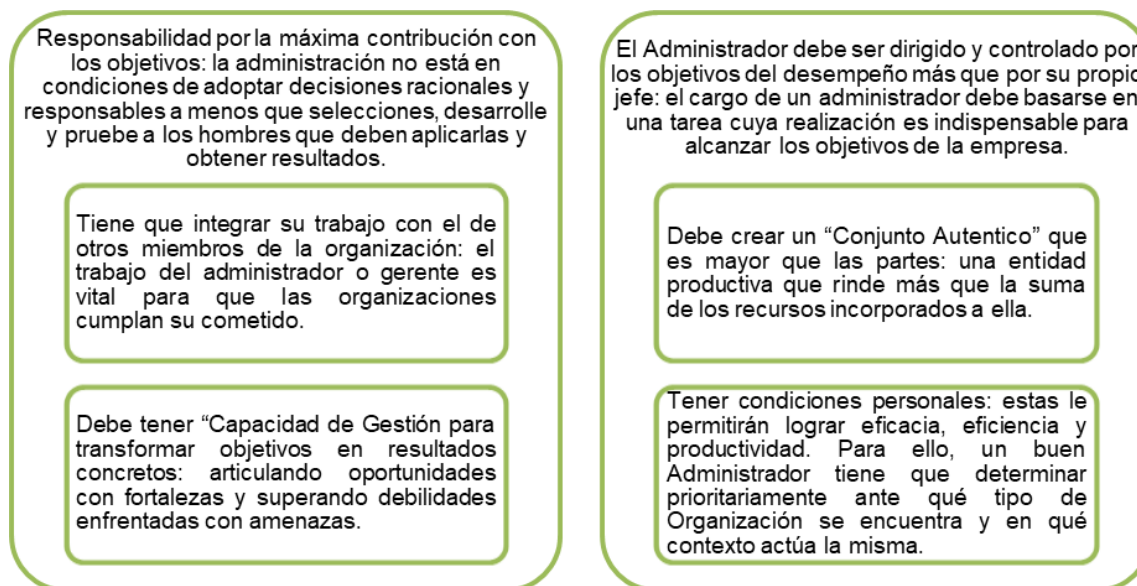 Responsabilidad por la máxima contribución con
los objetivos: la administración no está en
condiciones de adoptar decisiones racionales y
responsables a menos que selecciones, desarrolle
y pruebe a los hombres que deben aplicarlas y
obtener resultados.
Tiene que integrar su trabajo con el de
otros miembros de la organización: el
trabajo del administrador o gerente es
vital para que las organizaciones
cumplan su cometido.
Debe tener “Capacidad de Gestión para
transformar objetivos en resultados
concretos: articulando oportunidades
con fortalezas y superando debilidades
enfrentadas con amenazas.
El Administrador debe ser dirigido y controlado por
los objetivos del desempeño más que por su propio
jefe: el cargo de un administrador debe basarse en
una tarea cuya realización es indispensable para
alcanzar los objetivos de la empresa.
Debe crear un “Conjunto Autentico” que
es mayor que las partes: una entidad
productiva que rinde más que la suma
de los recursos incorporados a ella.
Tener condiciones personales: estas le
permitirán lograr eficacia, eficiencia y
productividad. Para ello, un buen
Administrador tiene que determinar
prioritariamente ante qué tipo de
Organización se encuentra y en qué
contexto actúa la misma.